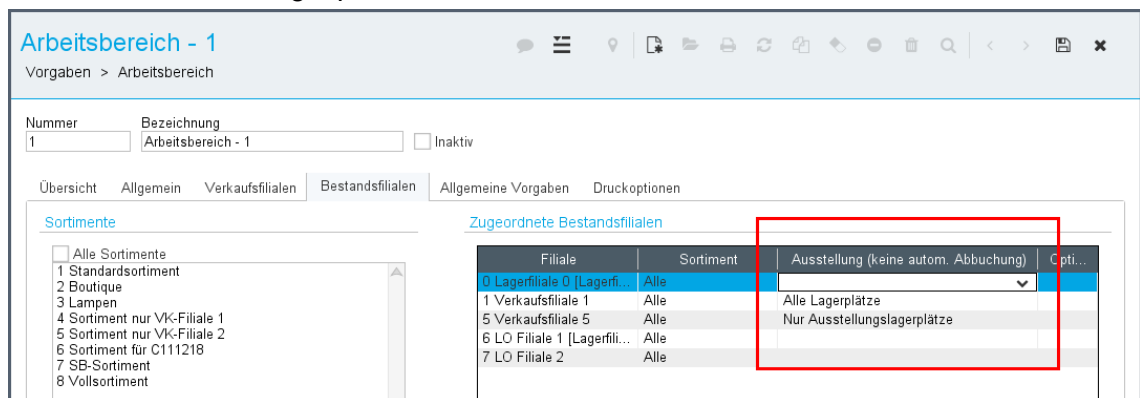 Arbeitsbereich - 1
Vorgaben > Arbeitsbereich
Nummer Bezeichnung
1 Arbeitsbereich - 1 Inaktiv
Übersicht Allgemein Verkaufsfilialen Bestandsfilialen Allgemeine Vorgaben Druckoptionen
Sortimente
Alle Sortimente
1 Standardsortiment
2 Boutique
3 Lampen
4 Sortiment nur VK-Filiale 1
5 Sortiment nur VK-Filiale 2
6 Sortiment für C111218
7 SB-Sortiment
8 Vollsortiment
Zugeordnete Bestandsfilialen
Filiale Sortiment Ausstellung (keine autom. Abbuchung) Opti...
0 Lagerfiliale 0 [Lagerfi... Alle
1 Verkaufsfiliale 1 Alle Alle Lagerplätze
5 Verkaufsfiliale 5 Alle Nur Ausstellungslagerplätze
6 LO Filiale 1 [Lagerfili... Alle
7 LO Filiale 2 Alle